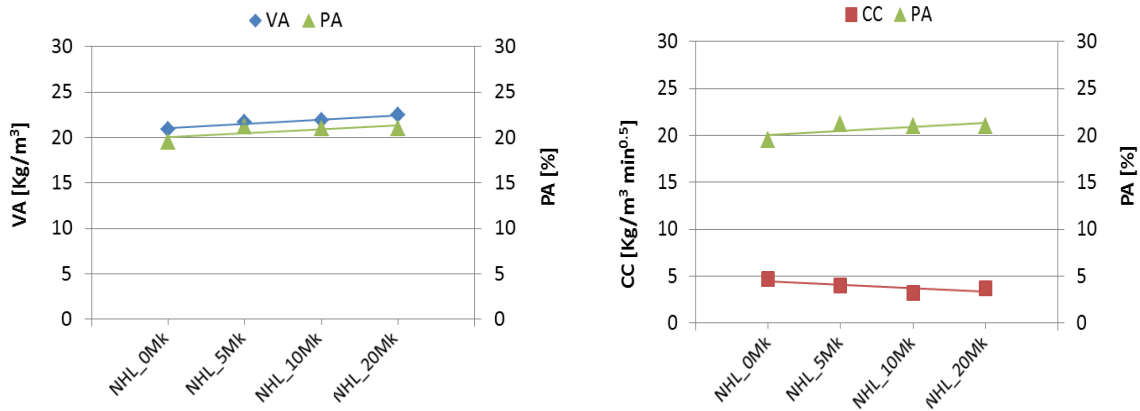 VA PA
30 30
25 25
20 20
15 15
10 10
5 5
0 0
VA [Kg/m³]
PA [%]
NHL_0Mk
NHL_5Mk
NHL_10Mk
NHL_20Mk
CC PA
30 30
25 25
20 20
15 15
10 10
5 5
0 0
CC [Kg/m³ min⁰·⁵]
PA [%]
NHL_0Mk
NHL_5Mk
NHL_10Mk
NHL_20Mk